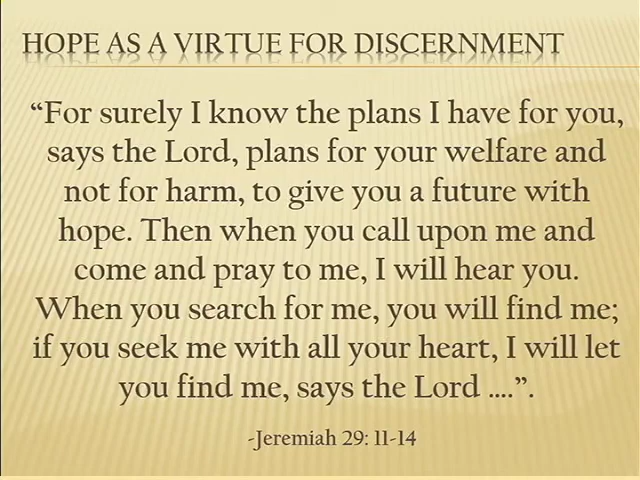 HOPE AS A VIRTUE FOR DISCERNMENT
“For surely I know the plans I have for you,
says the Lord, plans for your welfare and
not for harm, to give you a future with
hope. Then when you call upon me and
come and pray to me, I will hear you.
When you search for me, you will find me;
if you seek me with all your heart, I will let
you find me, says the Lord ....”.
-Jeremiah 29: 11-14